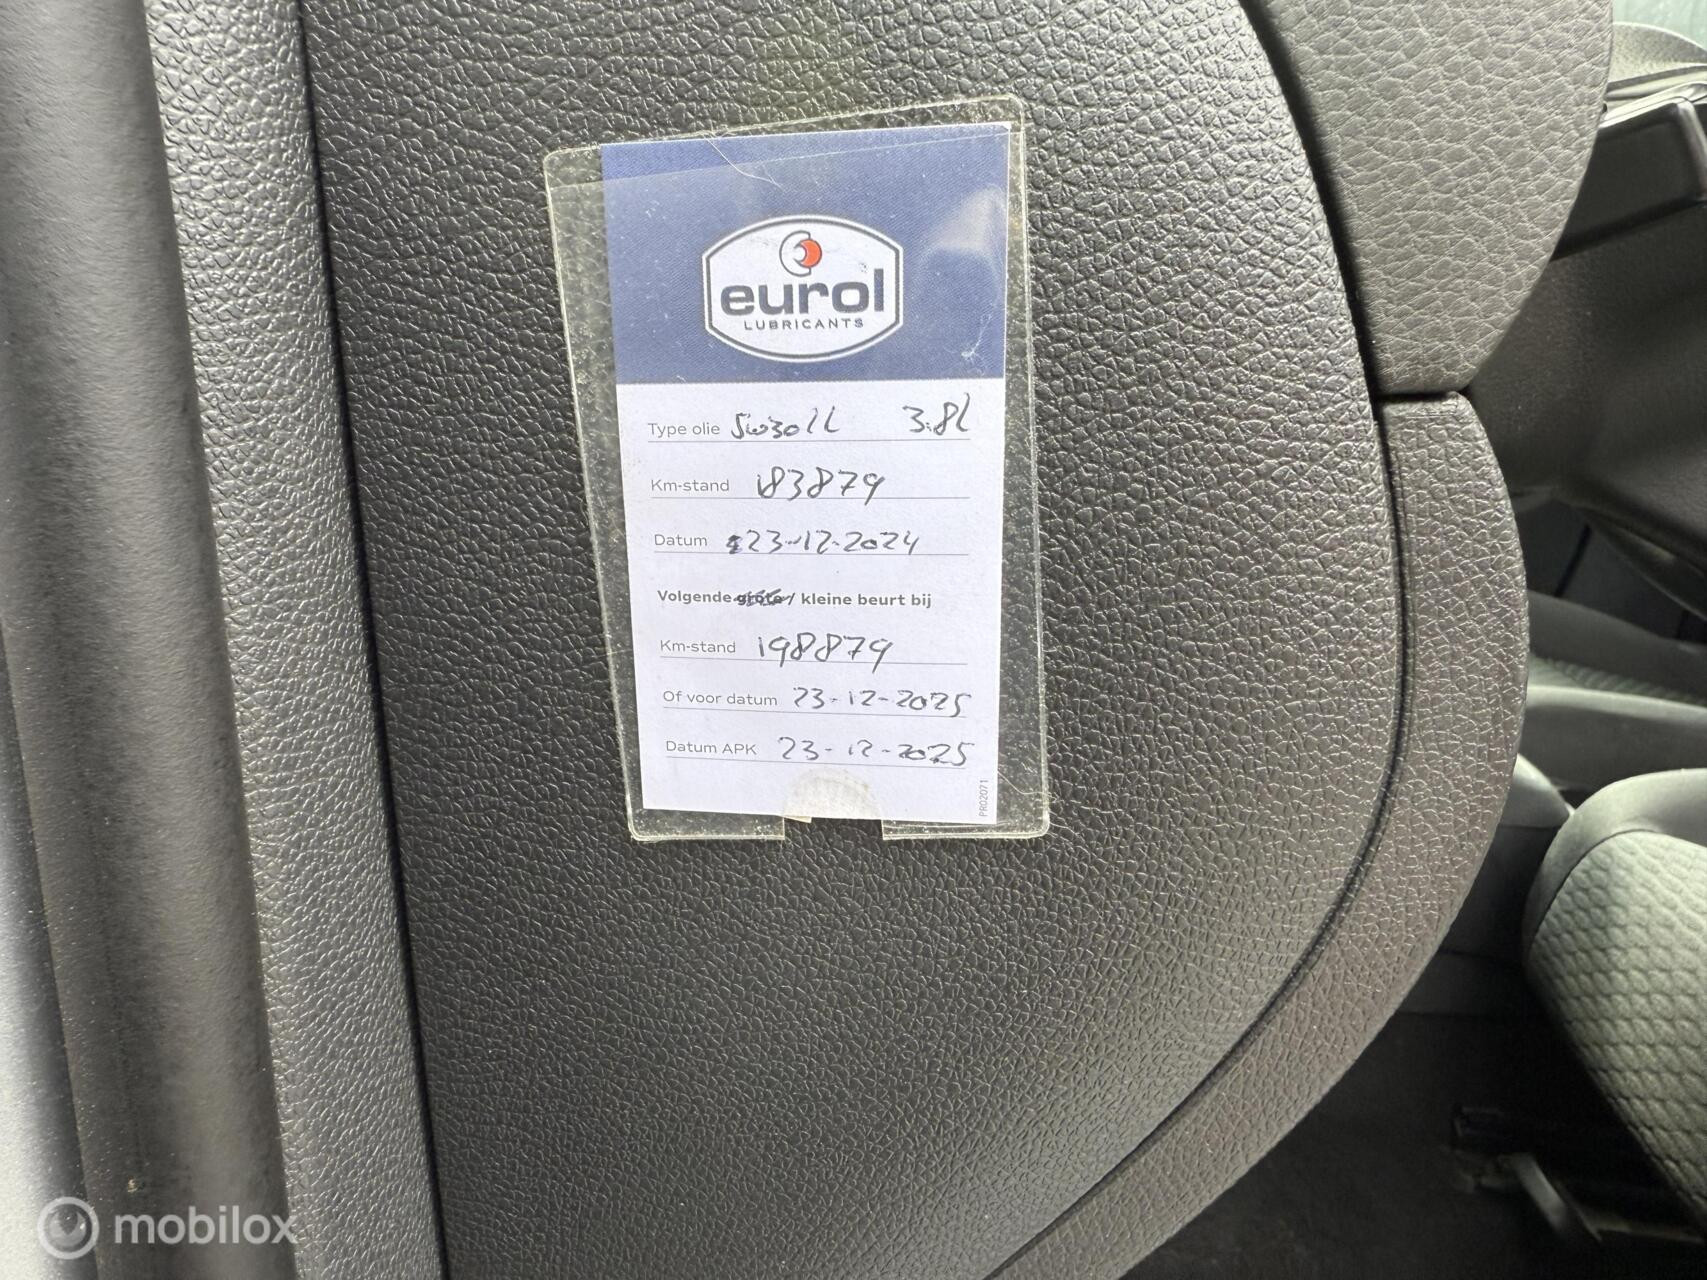 eurol
LUBRICANTS
Type olie 5w30LL 3.8L
Km-stand 183879
Datum 23-12-2024
Volgende grote / kleine beurt bij
Km-stand 198879
Of voor datum 23-12-2025
Datum APK 23-12-2025
PR02071
mobilox